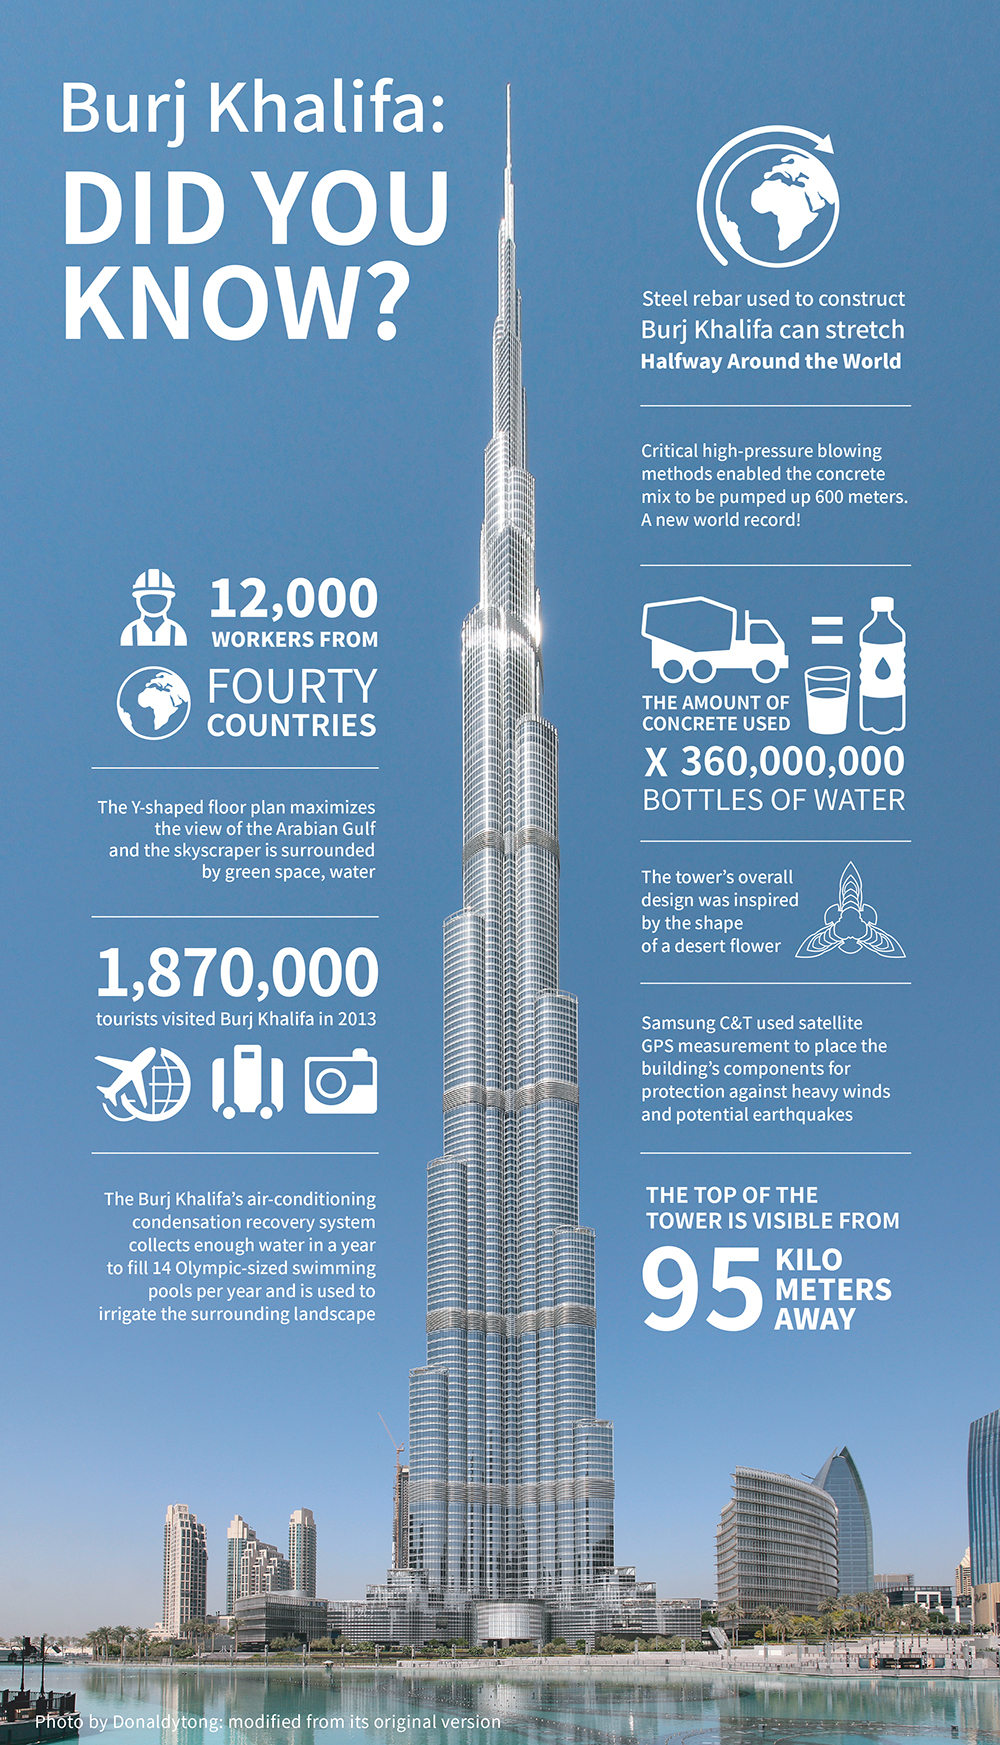 Burj Khalifa:
DID YOU
KNOW?
Steel rebar used to construct
Burj Khalifa can stretch
Halfway Around the World
Critical high-pressure blowing
methods enabled the concrete
mix to be pumped up 600 meters.
A new world record!
12,000
WORKERS FROM
FOURTY
COUNTRIES
THE AMOUNT OF
CONCRETE USED
=
X 360,000,000
BOTTLES OF WATER
The Y-shaped floor plan maximizes
the view of the Arabian Gulf
and the skyscraper is surrounded
by green space, water
The tower's overall
design was inspired
by the shape
of a desert flower
1,870,000
tourists visited Burj Khalifa in 2013
Samsung C&T used satellite
GPS measurement to place the
building's components for
protection against heavy winds
and potential earthquakes
The Burj Khalifa's air-conditioning
condensation recovery system
collects enough water in a year
to fill 14 Olympic-sized swimming
pools per year and is used to
irrigate the surrounding landscape
THE TOP OF THE
TOWER IS VISIBLE FROM
95 KILO
METERS
AWAY
Photo by Donaldytong: modified from its original version